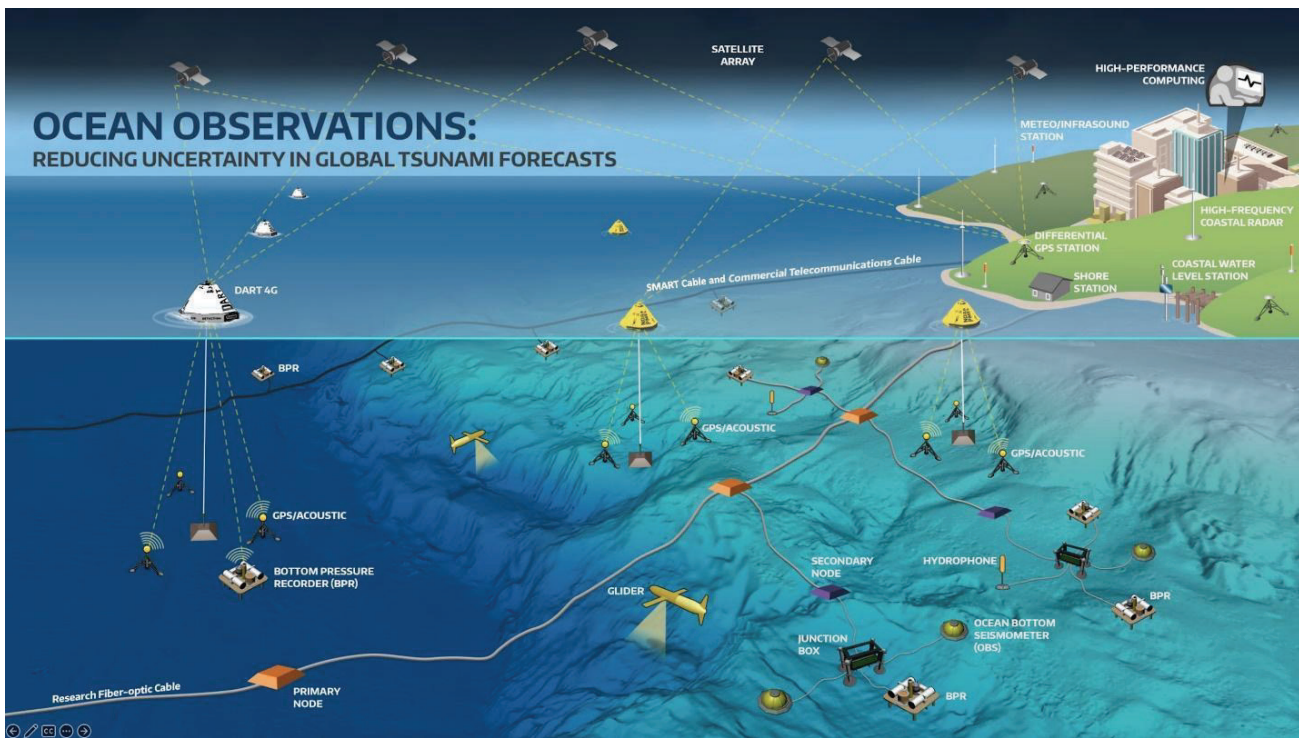 SATELLITE
ARRAY
HIGH-PERFORMANCE
COMPUTING
OCEAN OBSERVATIONS:
REDUCING UNCERTAINTY IN GLOBAL TSUNAMI FORECASTS
METEO/INFRASOUND
STATION
HIGH-FREQUENCY
COASTAL RADAR
DIFFERENTIAL
GPS STATION
COASTAL WATER
LEVEL STATION
SHORE
STATION
SMART Cable and Commercial Telecommunications Cable
DART 4G
DART
BPR
GPS/ACOUSTIC
GPS/ACOUSTIC
GPS/ACOUSTIC
BOTTOM PRESSURE
RECORDER (BPR)
SECONDARY
NODE
HYDROPHONE
GLIDER
BPR
JUNCTION
BOX
OCEAN BOTTOM
SEISMOMETER
(OBS)
BPR
Research Fiber-optic Cable
PRIMARY
NODE
CC